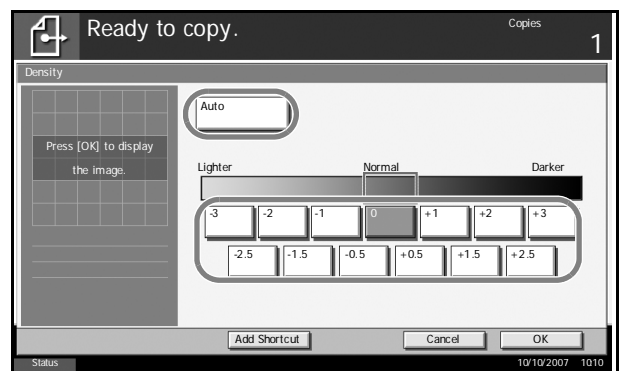 Ready to copy.
Copies
1
Density
Auto
Press [OK] to display
the image.
Lighter Normal Darker
-3 -2 -1 0 +1 +2 +3
-2.5 -1.5 -0.5 +0.5 +1.5 +2.5
Add Shortcut Cancel OK
Status 10/10/2007 10:10